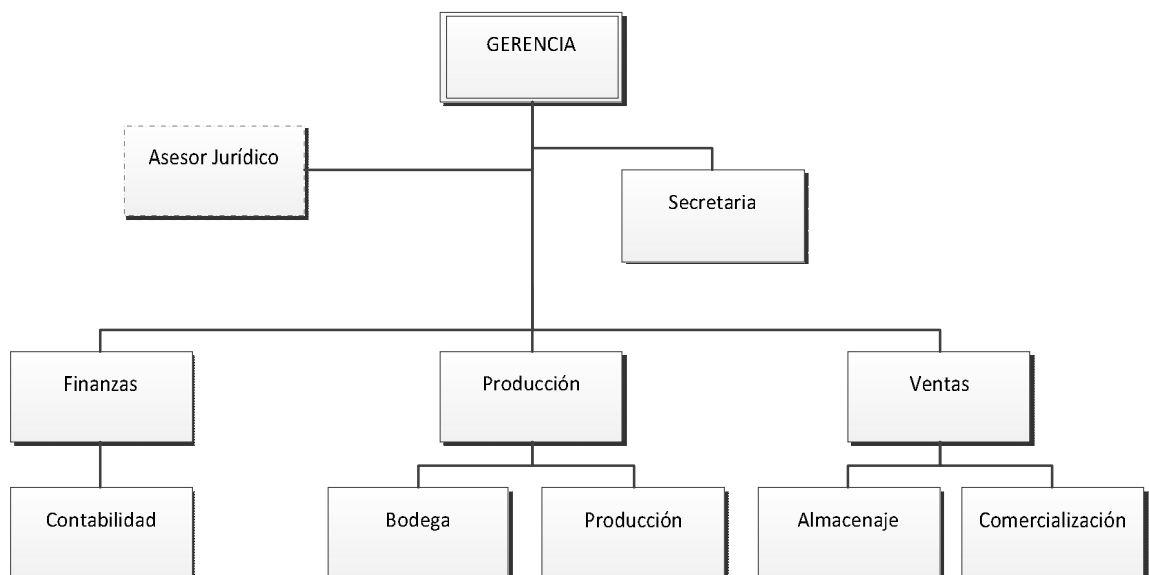 GERENCIA
Asesor Jurídico
Secretaria
Finanzas
Producción
Ventas
Contabilidad
Bodega
Producción
Almacenaje
Comercialización